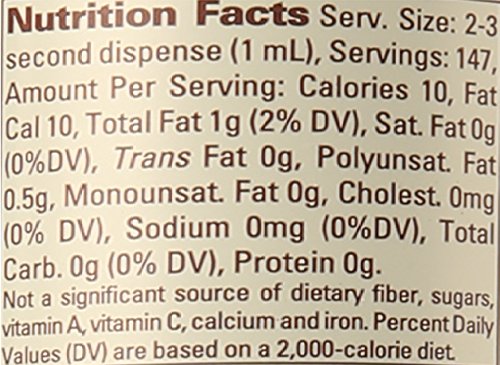 Nutrition Facts Serv. Size: 2-3
second dispense (1 mL), Servings: 147,
Amount Per Serving: Calories 10, Fat
Cal 10, Total Fat 1g (2% DV), Sat. Fat 0g
(0%DV), Trans Fat 0g, Polyunsat. Fat
0.5g, Monounsat. Fat 0g, Cholest. 0mg
(0% DV), Sodium 0mg (0%DV), Total
Carb. 0g (0% DV), Protein 0g.
Not a significant source of dietary fiber, sugars,
vitamin A, vitamin C, calcium and iron. Percent Daily
Values (DV) are based on a 2,000-calorie diet.